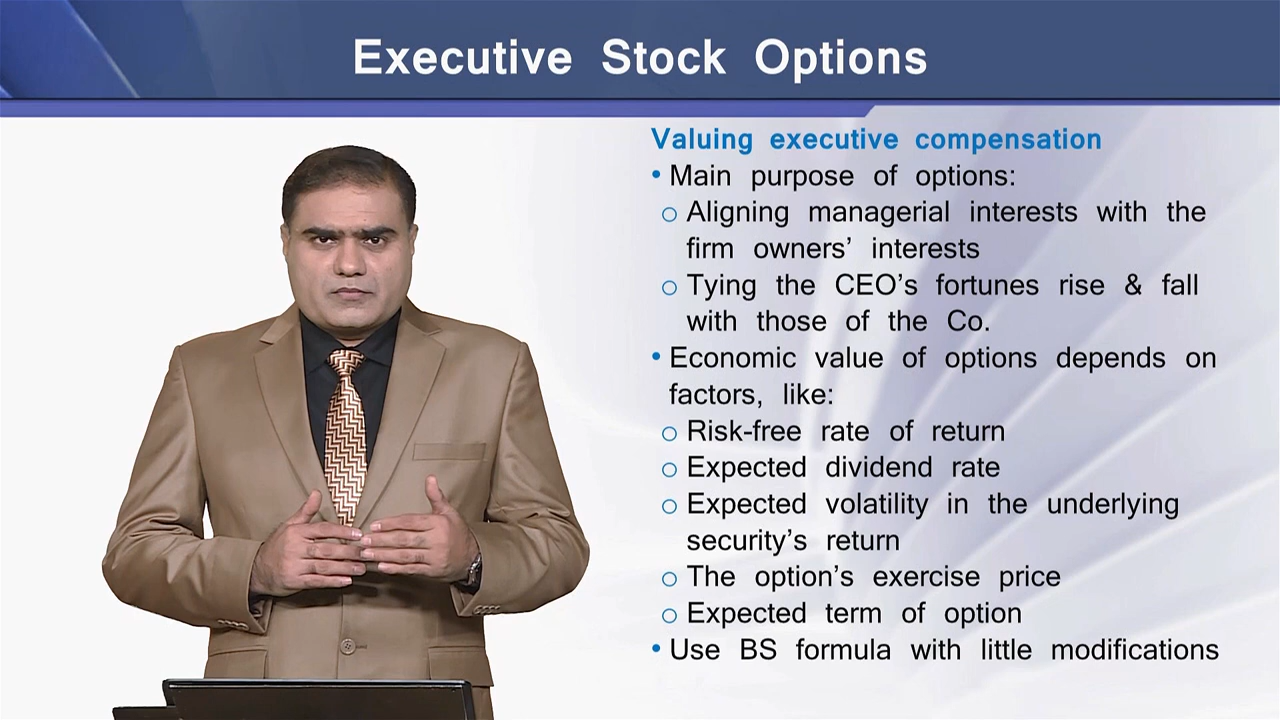 Executive Stock Options
Valuing executive compensation
• Main purpose of options:
o Aligning managerial interests with the
firm owners’ interests
o Tying the CEO’s fortunes rise & fall
with those of the Co.
• Economic value of options depends on
factors, like:
o Risk-free rate of return
o Expected dividend rate
o Expected volatility in the underlying
security’s return
o The option’s exercise price
o Expected term of option
• Use BS formula with little modifications